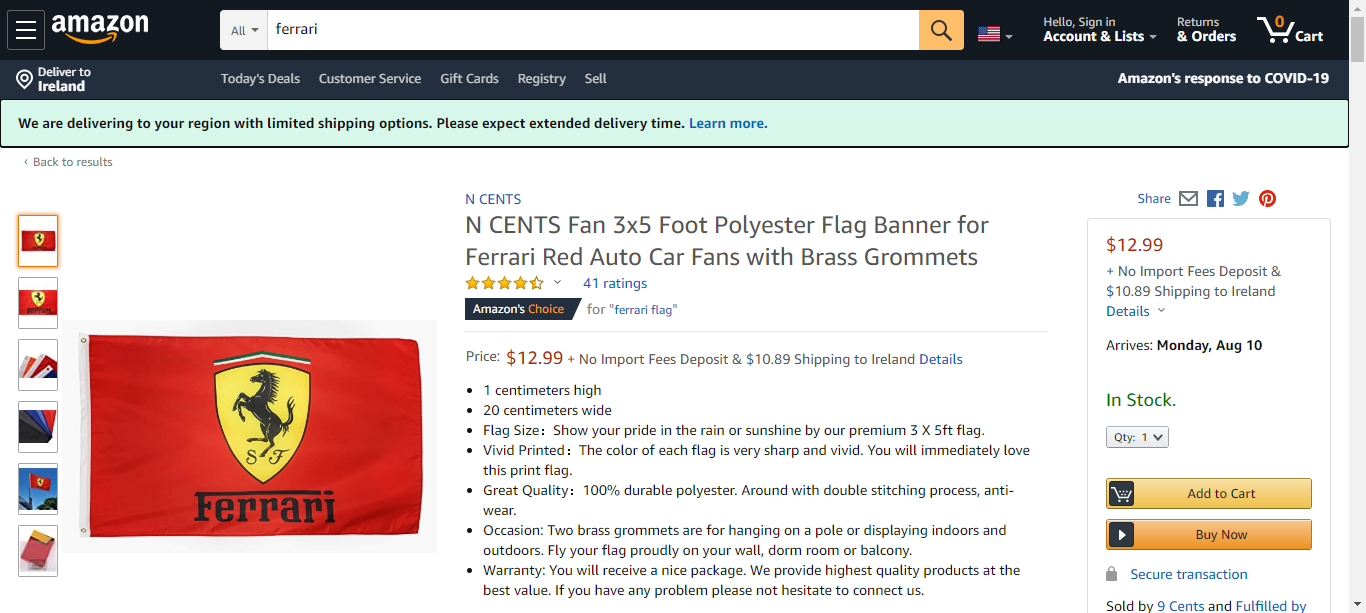 amazon
All
ferrari
Hello, Sign in
Account & Lists
Returns
& Orders
0
Cart
Deliver to
Ireland
Today's Deals
Customer Service
Gift Cards
Registry
Sell
Amazon's response to COVID-19
We are delivering to your region with limited shipping options. Please expect extended delivery time. Learn more.
‹ Back to results
Share
N CENTS
N CENTS Fan 3x5 Foot Polyester Flag Banner for
Ferrari Red Auto Car Fans with Brass Grommets
41 ratings
Amazon's Choice for "ferrari flag"
Price: $12.99 + No Import Fees Deposit & $10.89 Shipping to Ireland Details
• 1 centimeters high
• 20 centimeters wide
• Flag Size：Show your pride in the rain or sunshine by our premium 3 X 5ft flag.
• Vivid Printed：The color of each flag is very sharp and vivid. You will immediately love
this print flag.
• Great Quality：100% durable polyester. Around with double stitching process, anti-
wear.
• Occasion: Two brass grommets are for hanging on a pole or displaying indoors and
outdoors. Fly your flag proudly on your wall, dorm room or balcony.
• Warranty: You will receive a nice package. We provide highest quality products at the
best value. If you have any problem please not hesitate to connect us.
S F
Ferrari
$12.99
+ No Import Fees Deposit &
$10.89 Shipping to Ireland
Details
Arrives: Monday, Aug 10
In Stock.
Qty: 1
Add to Cart
Buy Now
Secure transaction
Sold by 9 Cents and Fulfilled by